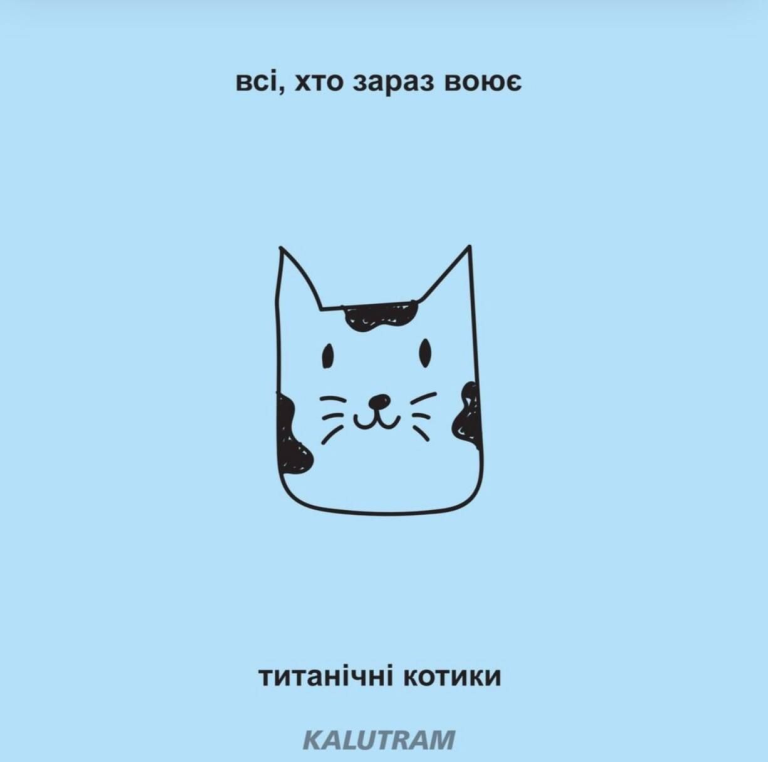 всі, хто зараз воює
титанічні котики
KALUTRAM